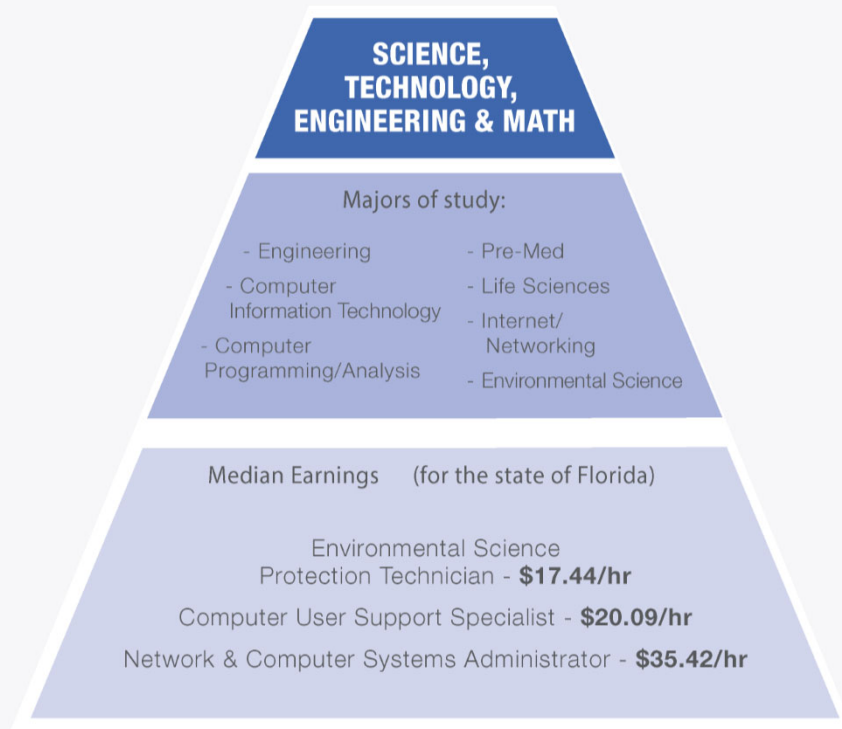 SCIENCE,
TECHNOLOGY,
ENGINEERING & MATH
Majors of study:
- Engineering
- Computer
Information Technology
- Computer
Programming/Analysis
- Pre-Med
- Life Sciences
- Internet/
Networking
- Environmental Science
Median Earnings (for the state of Florida)
Environmental Science
Protection Technician - $17.44/hr
Computer User Support Specialist - $20.09/hr
Network & Computer Systems Administrator - $35.42/hr